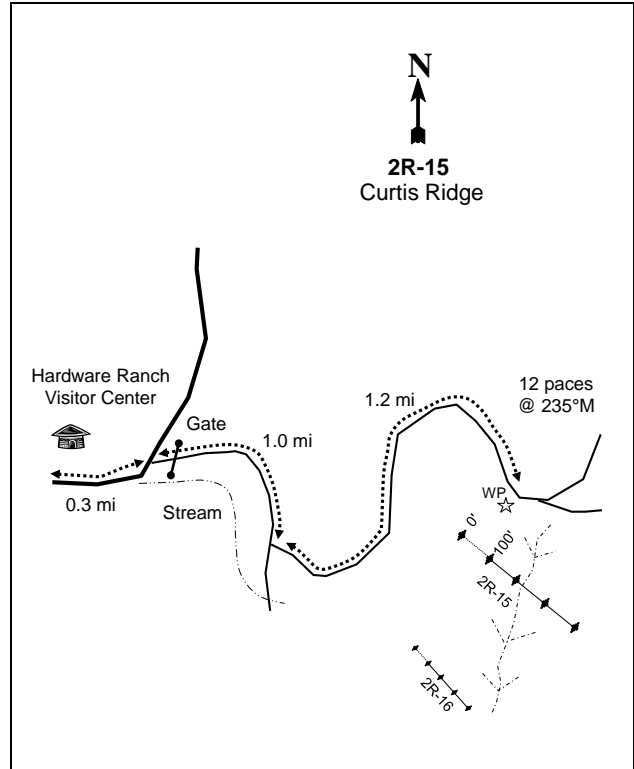 N
2R-15
Curtis Ridge
Hardware Ranch
Visitor Center
Gate
1.0 mi
1.2 mi
12 paces
@ 235°M
0.3 mi
Stream
WP
0'
100'
2R-15
2R-16